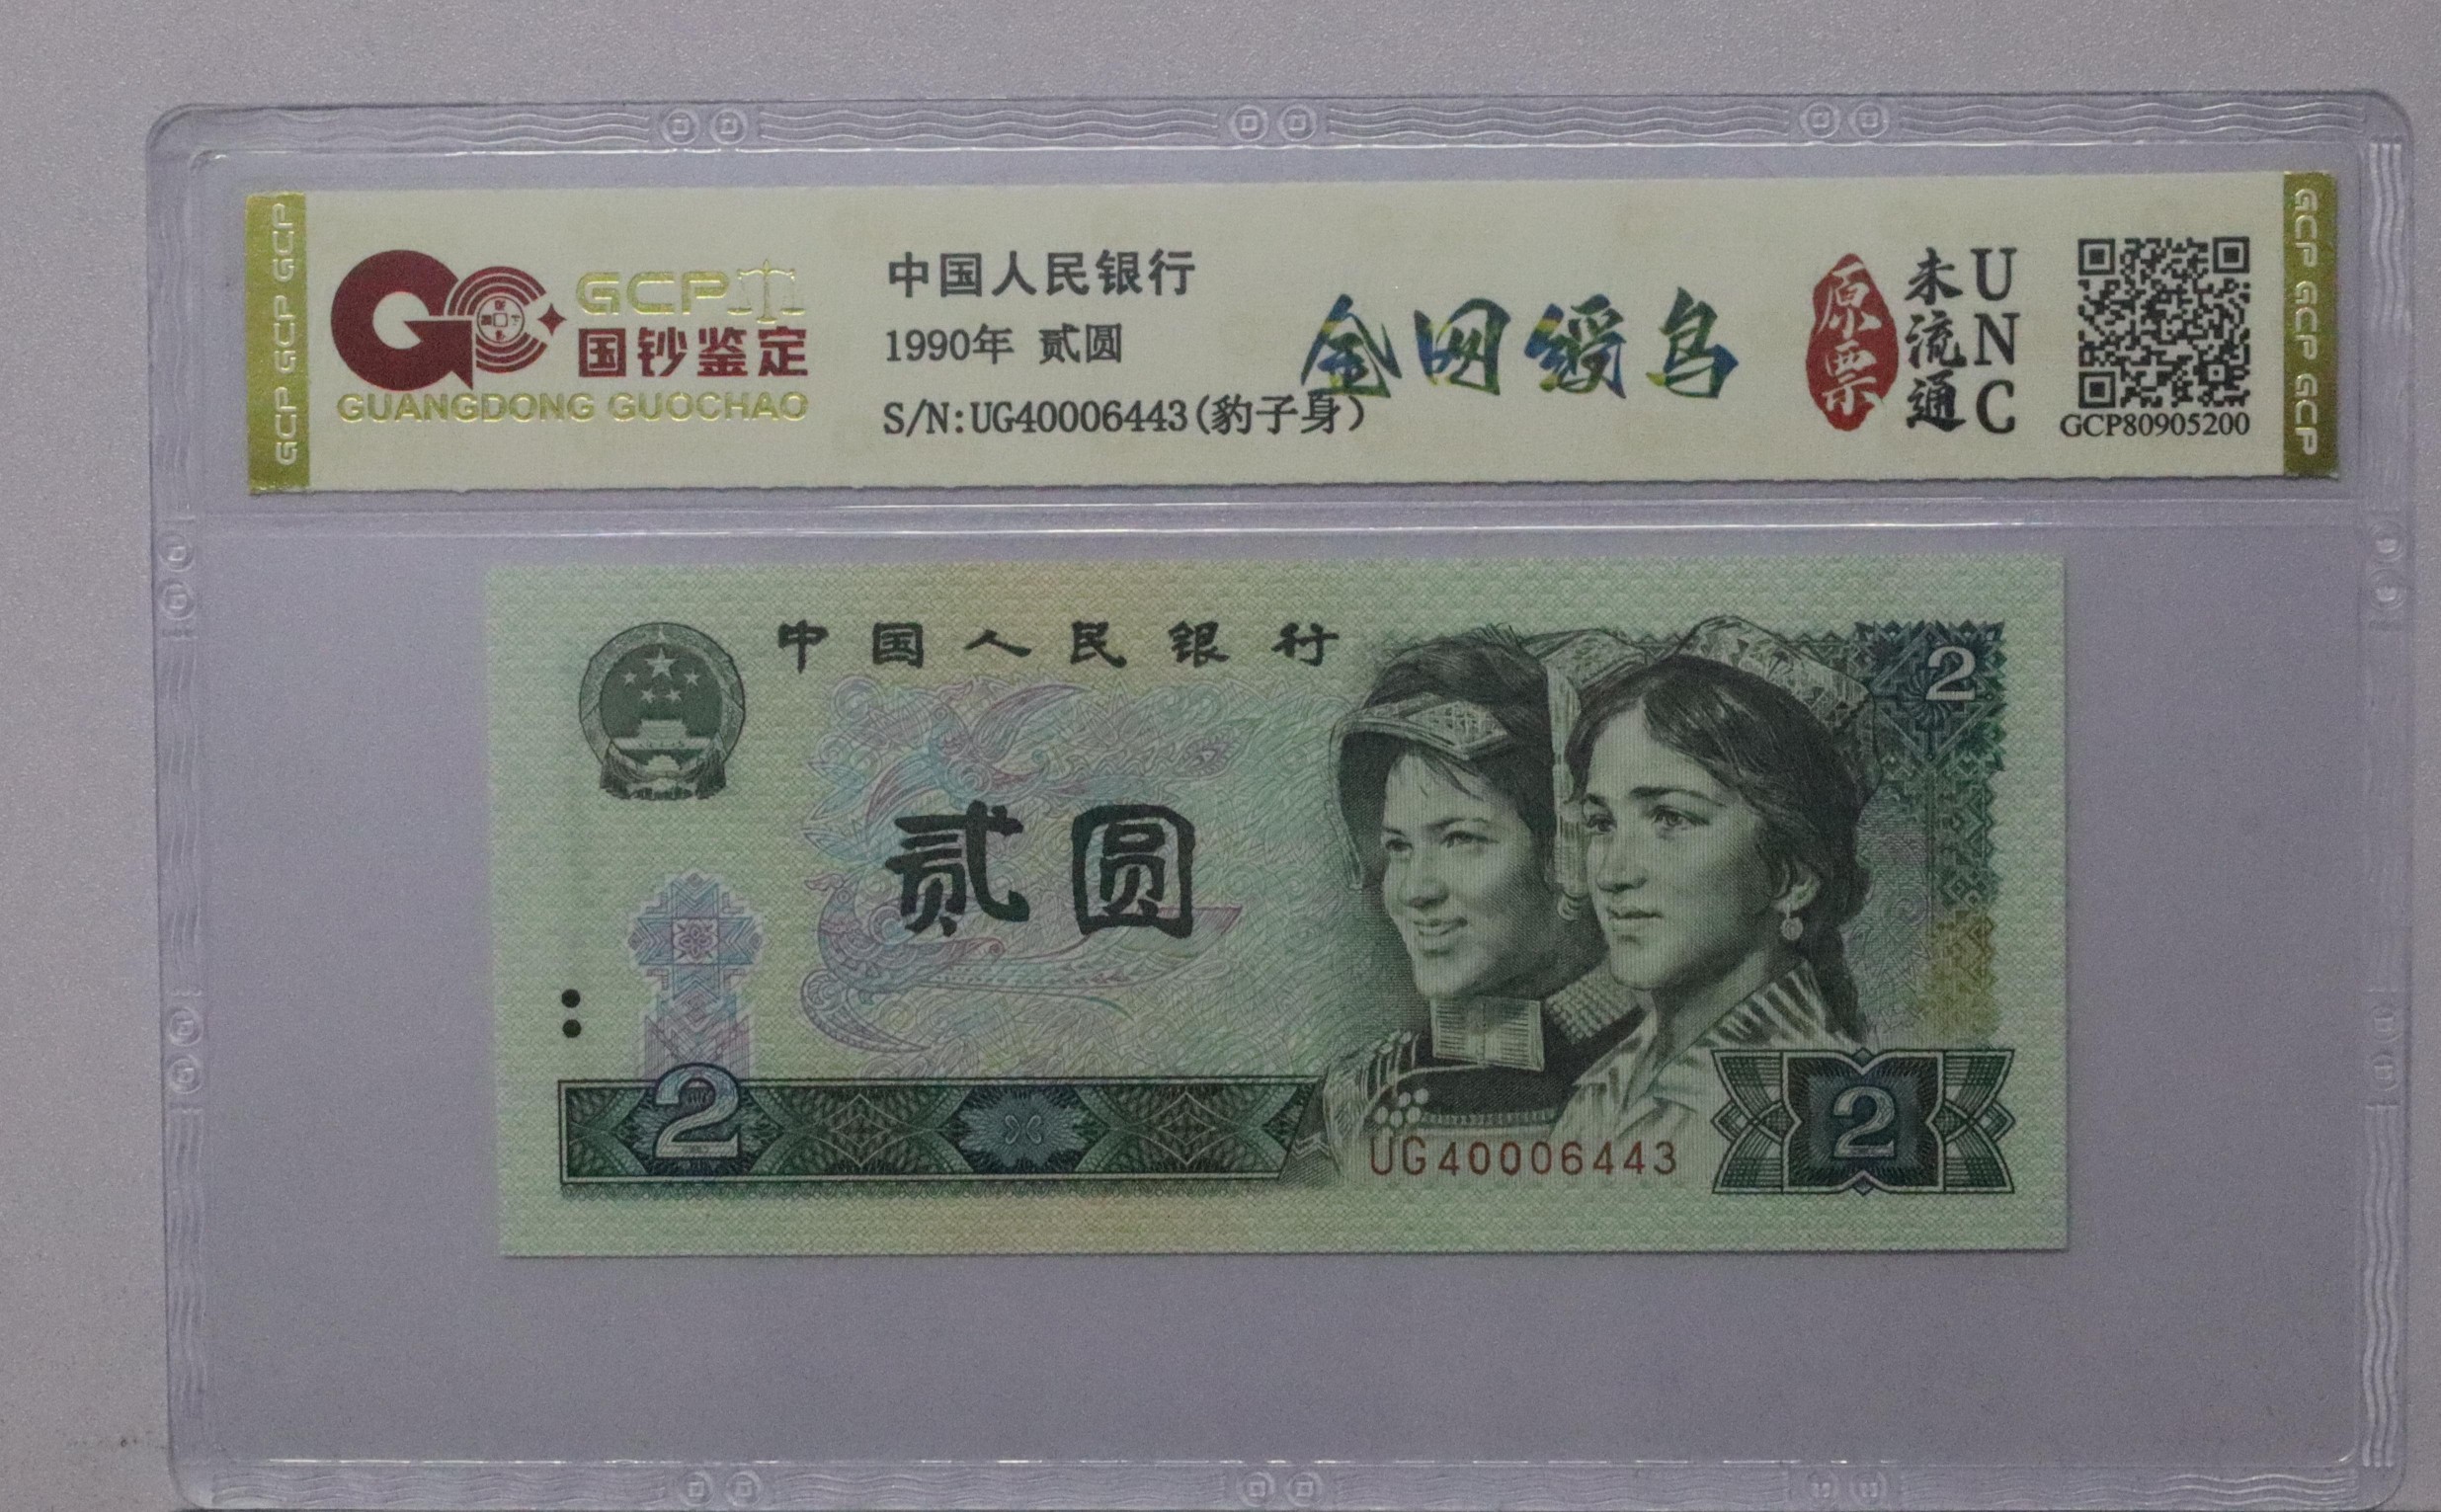 GCP GCP GCP
GCP
国钞鉴定
GUANGDONG GUOCHAO
中国人民银行
1990年 贰圆
S/N:UG40006443(豹子身)
金网绶鸟
原票
未流通
UNC
GCP80905200
GCP GCP GCP
中国人民银行
2
贰圆
2
UG40006443
2